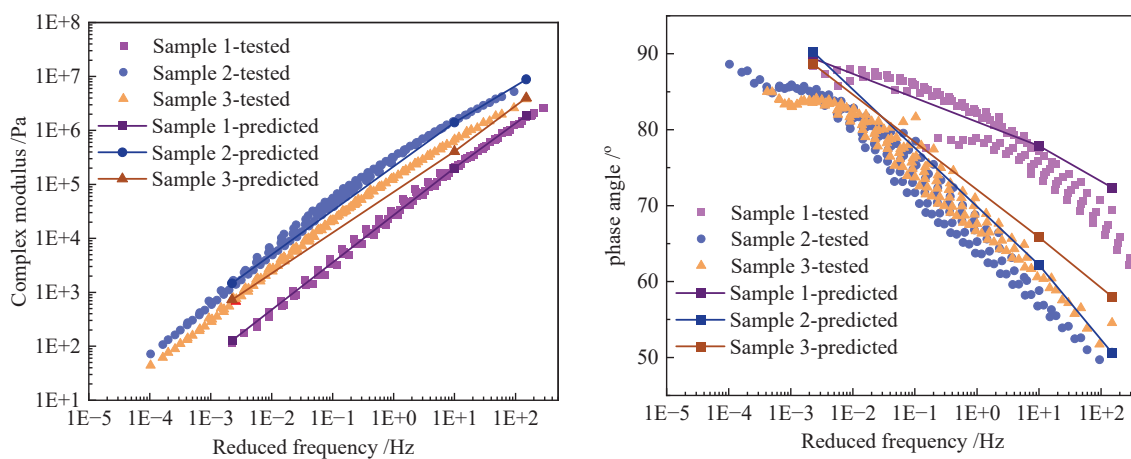 1E+8
1E+7
1E+6
1E+5
1E+4
1E+3
1E+2
1E+1
Complex modulus /Pa
Sample 1-tested
Sample 2-tested
Sample 3-tested
Sample 1-predicted
Sample 2-predicted
Sample 3-predicted
1E−5 1E−4 1E−3 1E−2 1E−1 1E+0 1E+1 1E+2
Reduced frequency /Hz
90
80
70
60
50
phase angle /°
Sample 1-tested
Sample 2-tested
Sample 3-tested
Sample 1-predicted
Sample 2-predicted
Sample 3-predicted
1E−5 1E−4 1E−3 1E−2 1E−1 1E+0 1E+1 1E+2
Reduced frequency /Hz